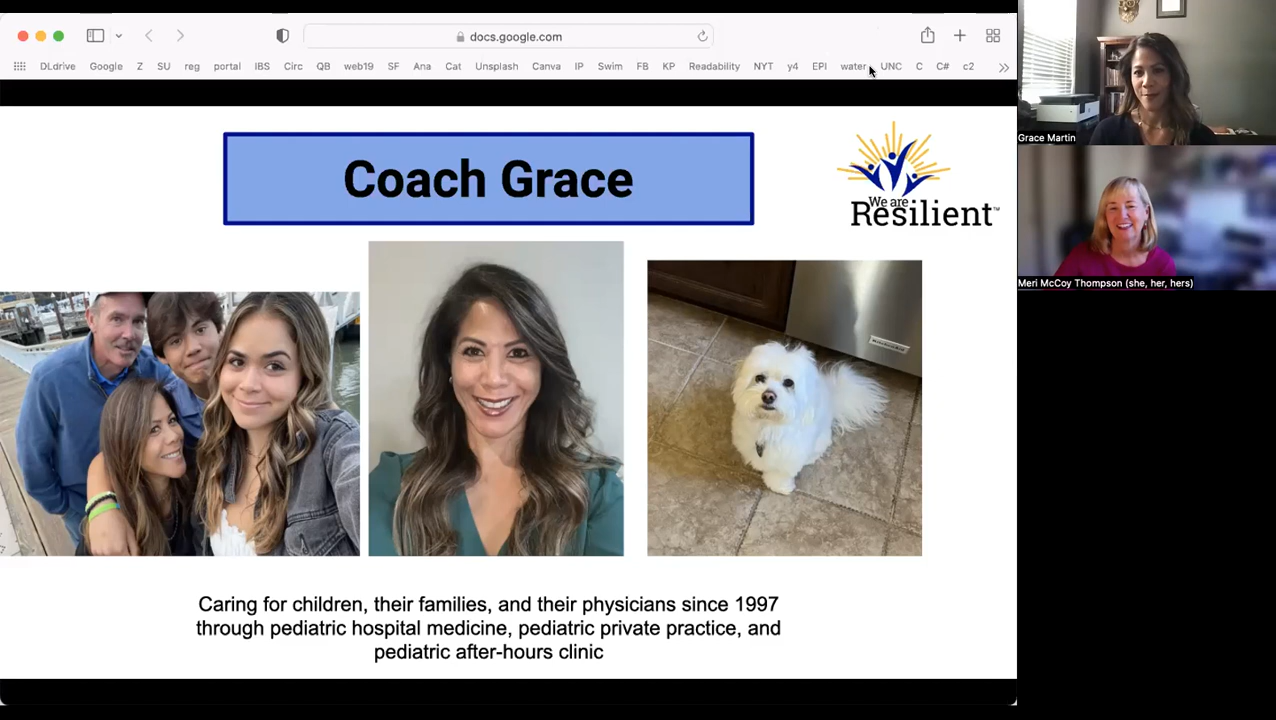 docs.google.com
DLdrive Google Z SU reg portal IBS Circ Q webfile SF Ana Cat Unsplash Canva IP Swim FB KP Readability NYT y4 EPI water UNC C C# c2
Coach Grace
We are
Resilient™
Caring for children, their families, and their physicians since 1997
through pediatric hospital medicine, pediatric private practice, and
pediatric after-hours clinic
Grace Martin
Meri McCoy Thompson (she, her, hers)